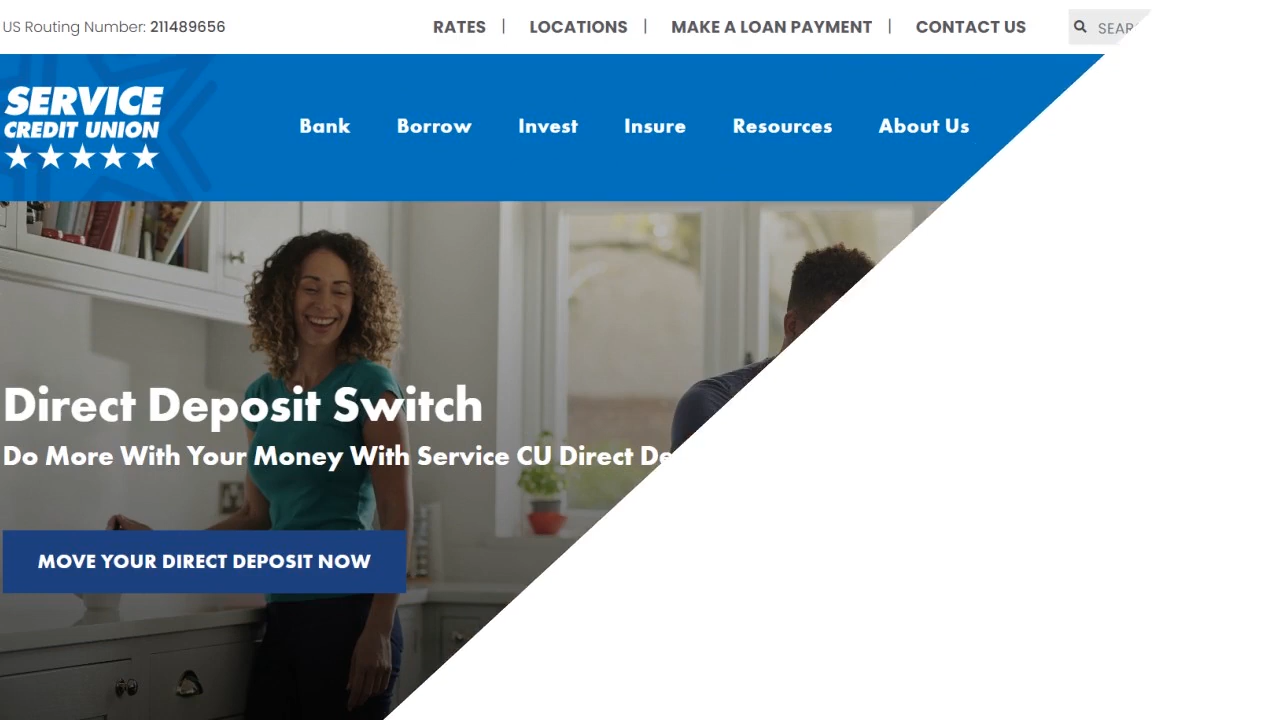 US Routing Number: 211489656
RATES | LOCATIONS | MAKE A LOAN PAYMENT | CONTACT US
SERVICE
CREDIT UNION
Bank Borrow Invest Insure Resources About Us
Direct Deposit Switch
Do More With Your Money With Service CU Direct
MOVE YOUR DIRECT DEPOSIT NOW